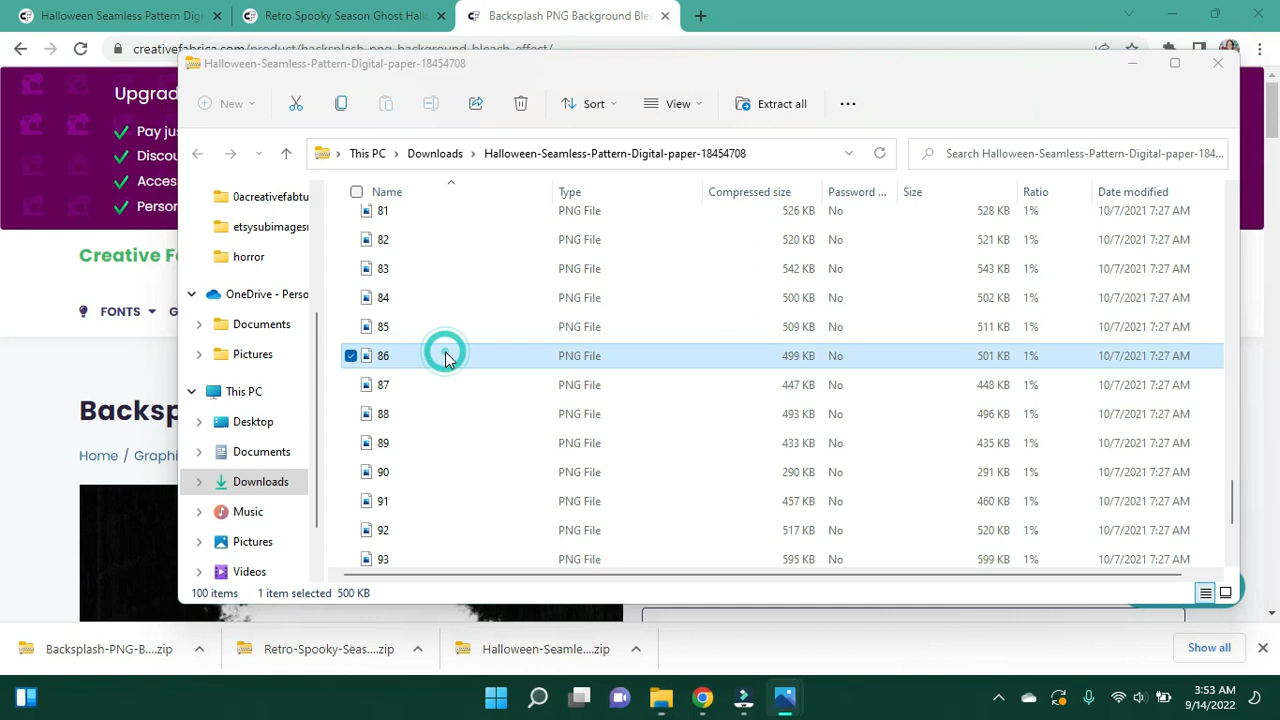 Halloween Seamless Pattern Digi
Retro Spooky Season Ghost Hall
Backsplash PNG Background Blea
creativefabrica.com/product/backsplash-png-background-bleach-effect/
Halloween-Seamless-Pattern-Digital-paper-18454708
Upgrad
Pay jus
Discou
Access
Person
New
Sort
View
Extract all
This PC
Downloads
Halloween-Seamless-Pattern-Digital-paper-18454708
Search Halloween-Seamless-Pattern-Digital-paper-184...
Name Type Compressed size Password ... Size Ratio Date modified
81 PNG File 526 KB No 528 KB 1% 10/7/2021 7:27 AM
82 PNG File 520 KB No 521 KB 1% 10/7/2021 7:27 AM
83 PNG File 542 KB No 543 KB 1% 10/7/2021 7:27 AM
84 PNG File 500 KB No 502 KB 1% 10/7/2021 7:27 AM
85 PNG File 509 KB No 511 KB 1% 10/7/2021 7:27 AM
86 PNG File 499 KB No 501 KB 1% 10/7/2021 7:27 AM
87 PNG File 447 KB No 448 KB 1% 10/7/2021 7:27 AM
88 PNG File 493 KB No 496 KB 1% 10/7/2021 7:27 AM
89 PNG File 433 KB No 435 KB 1% 10/7/2021 7:27 AM
90 PNG File 290 KB No 291 KB 1% 10/7/2021 7:27 AM
91 PNG File 457 KB No 460 KB 1% 10/7/2021 7:27 AM
92 PNG File 517 KB No 520 KB 1% 10/7/2021 7:27 AM
93 PNG File 595 KB No 599 KB 1% 10/7/2021 7:27 AM
0acreativefabtu
etsysubimagesr
horror
OneDrive - Perso
Documents
Pictures
This PC
Desktop
Documents
Downloads
Music
Pictures
Videos
100 items 1 item selected 500 KB
Creative Fa
FONTS G
Backsp
Home / Graphi
Backsplash-PNG-B....zip
Retro-Spooky-Seas....zip
Halloween-Seamle....zip
Show all
3:53 AM
9/14/2022